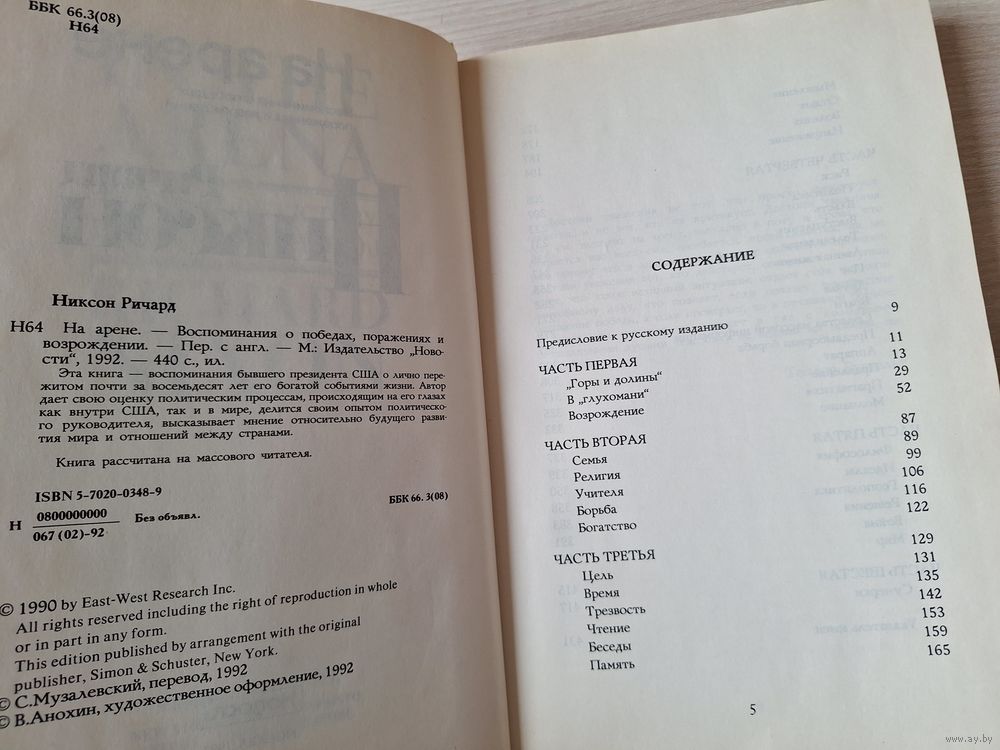 ББК 66.3(08)
Н64
Никсон Ричард
Н64 На арене. — Воспоминания о победах, поражениях и
возрождении. — Пер. с англ. — М.: Издательство „Ново-
сти“, 1992. — 440 с., ил.
Эта книга — воспоминания бывшего президента США о лично пере-
житом почти за восемьдесят лет его богатой событиями жизни. Автор
дает свою оценку политическим процессам, происходящим на его глазах
как внутри США, так и в мире, делится своим опытом политическо-
го руководителя, высказывает мнение относительно будущего разви-
тия мира и отношений между странами.
Книга рассчитана на массового читателя.
ISBN 5-7020-0348-9
ББК 66.3(08)
Н 0800000000 Без объявл.
067 (02)–92
© 1990 by East-West Research Inc.
All rights reserved including the right of reproduction in whole
or in part in any form.
This edition published by arrangement with the original
publisher, Simon & Schuster, New York.
© С.Музалевский, перевод, 1992
© В.Анохин, художественное оформление, 1992
СОДЕРЖАНИЕ
Предисловие к русскому изданию 9
ЧАСТЬ ПЕРВАЯ 11
„Горы и долины“ 13
В „глухомани“ 29
Возрождение 52
ЧАСТЬ ВТОРАЯ 87
Семья 89
Религия 99
Учителя 106
Борьба 116
Богатство 122
ЧАСТЬ ТРЕТЬЯ 129
Цель 131
Время 135
Трезвость 142
Чтение 153
Беседы 159
Память 165
5
www.ay.by